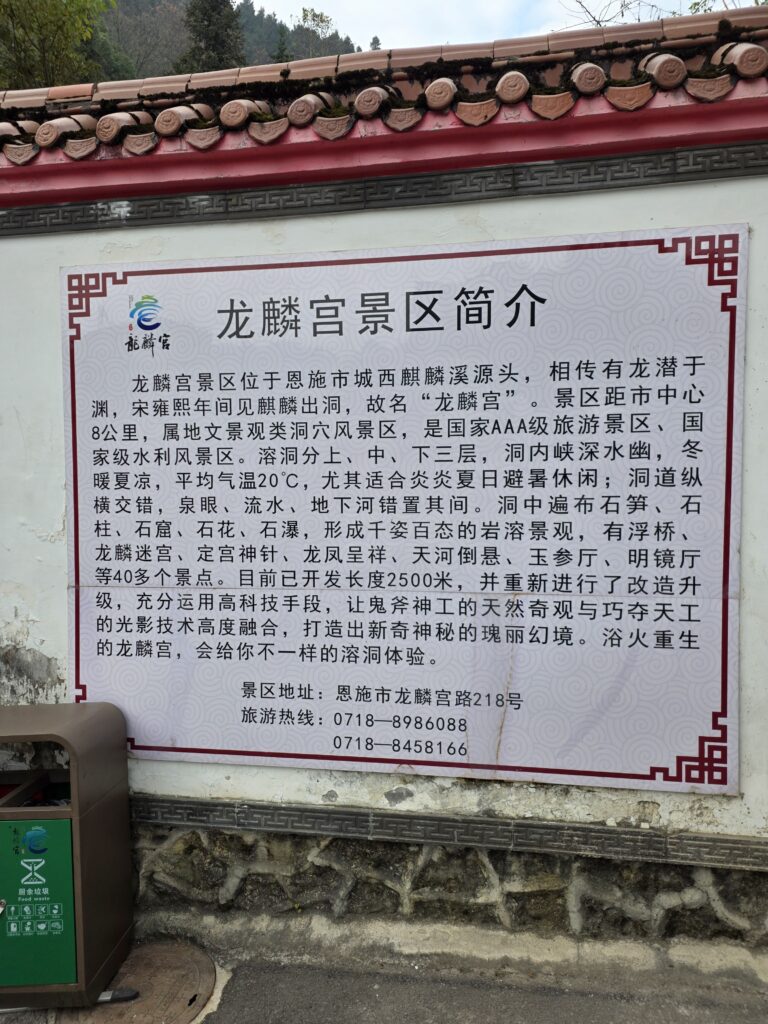 龍麟宫
龙麟宫景区简介
龙麟宫景区位于恩施市城西麒麟溪源头，相传有龙潜于
渊，宋雍熙年间见麒麟出洞，故名“龙麟宫”。景区距市中心
8公里，属地文景观类洞穴风景区，是国家AAA级旅游景区、国
家级水利风景区。溶洞分上、中、下三层，洞内峡深水幽，冬
暖夏凉，平均气温20℃，尤其适合炎炎夏日避暑休闲；洞道纵
横交错，泉眼、流水、地下河错置其间。洞中遍布石笋、石
柱、石窟、石花、石瀑，形成千姿百态的岩溶景观，有浮桥、
龙麟迷宫、定宫神针、龙凤呈祥、天河倒悬、玉参厅、明镜厅
等40多个景点。目前已开发长度2500米，并重新进行了改造升
级，充分运用高科技手段，让鬼斧神工的天然奇观与巧夺天工
的光影技术高度融合，打造出新奇神秘的瑰丽幻境。浴火重生
的龙麟宫，会给你不一样的溶洞体验。
景区地址：恩施市龙麟宫路218号
旅游热线：0718—8986088
0718—8458166
厨余垃圾
Food waste